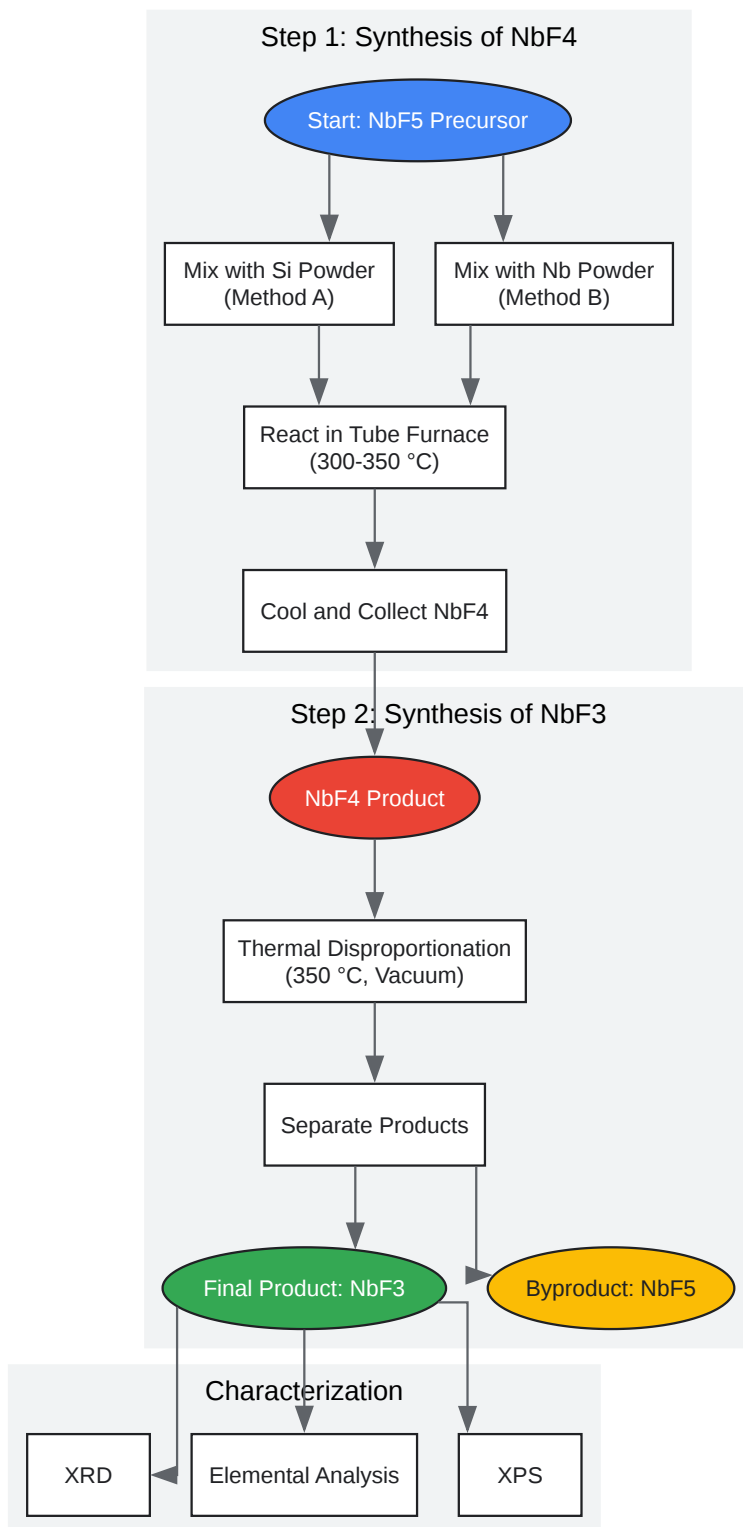 Step 1: Synthesis of NbF4
Start: NbF5 Precursor
Mix with Si Powder
(Method A)
Mix with Nb Powder
(Method B)
React in Tube Furnace
(300-350 °C)
Cool and Collect NbF4
Step 2: Synthesis of NbF3
NbF4 Product
Thermal Disproportionation
(350 °C, Vacuum)
Separate Products
Final Product: NbF3
Byproduct: NbF5
Characterization
XRD
Elemental Analysis
XPS